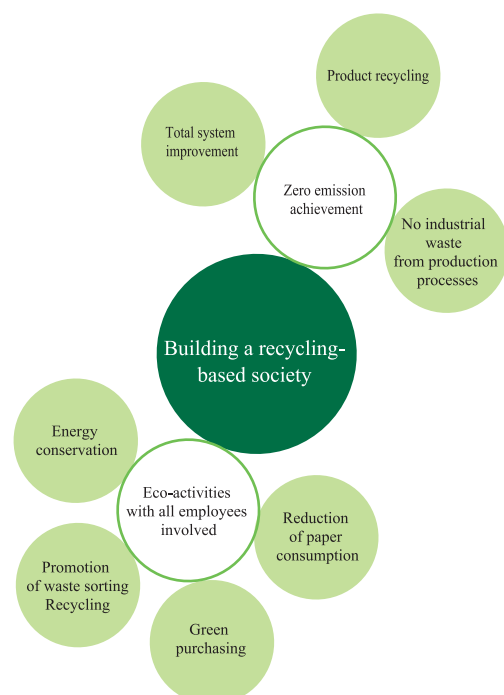 Product recycling
Total system
improvement
Zero emission
achievement
No industrial
waste
from production
processes
Building a recycling-
based society
Energy
conservation
Eco-activities
with all employees
involved
Reduction
of paper
consumption
Promotion
of waste sorting
Recycling
Green
purchasing